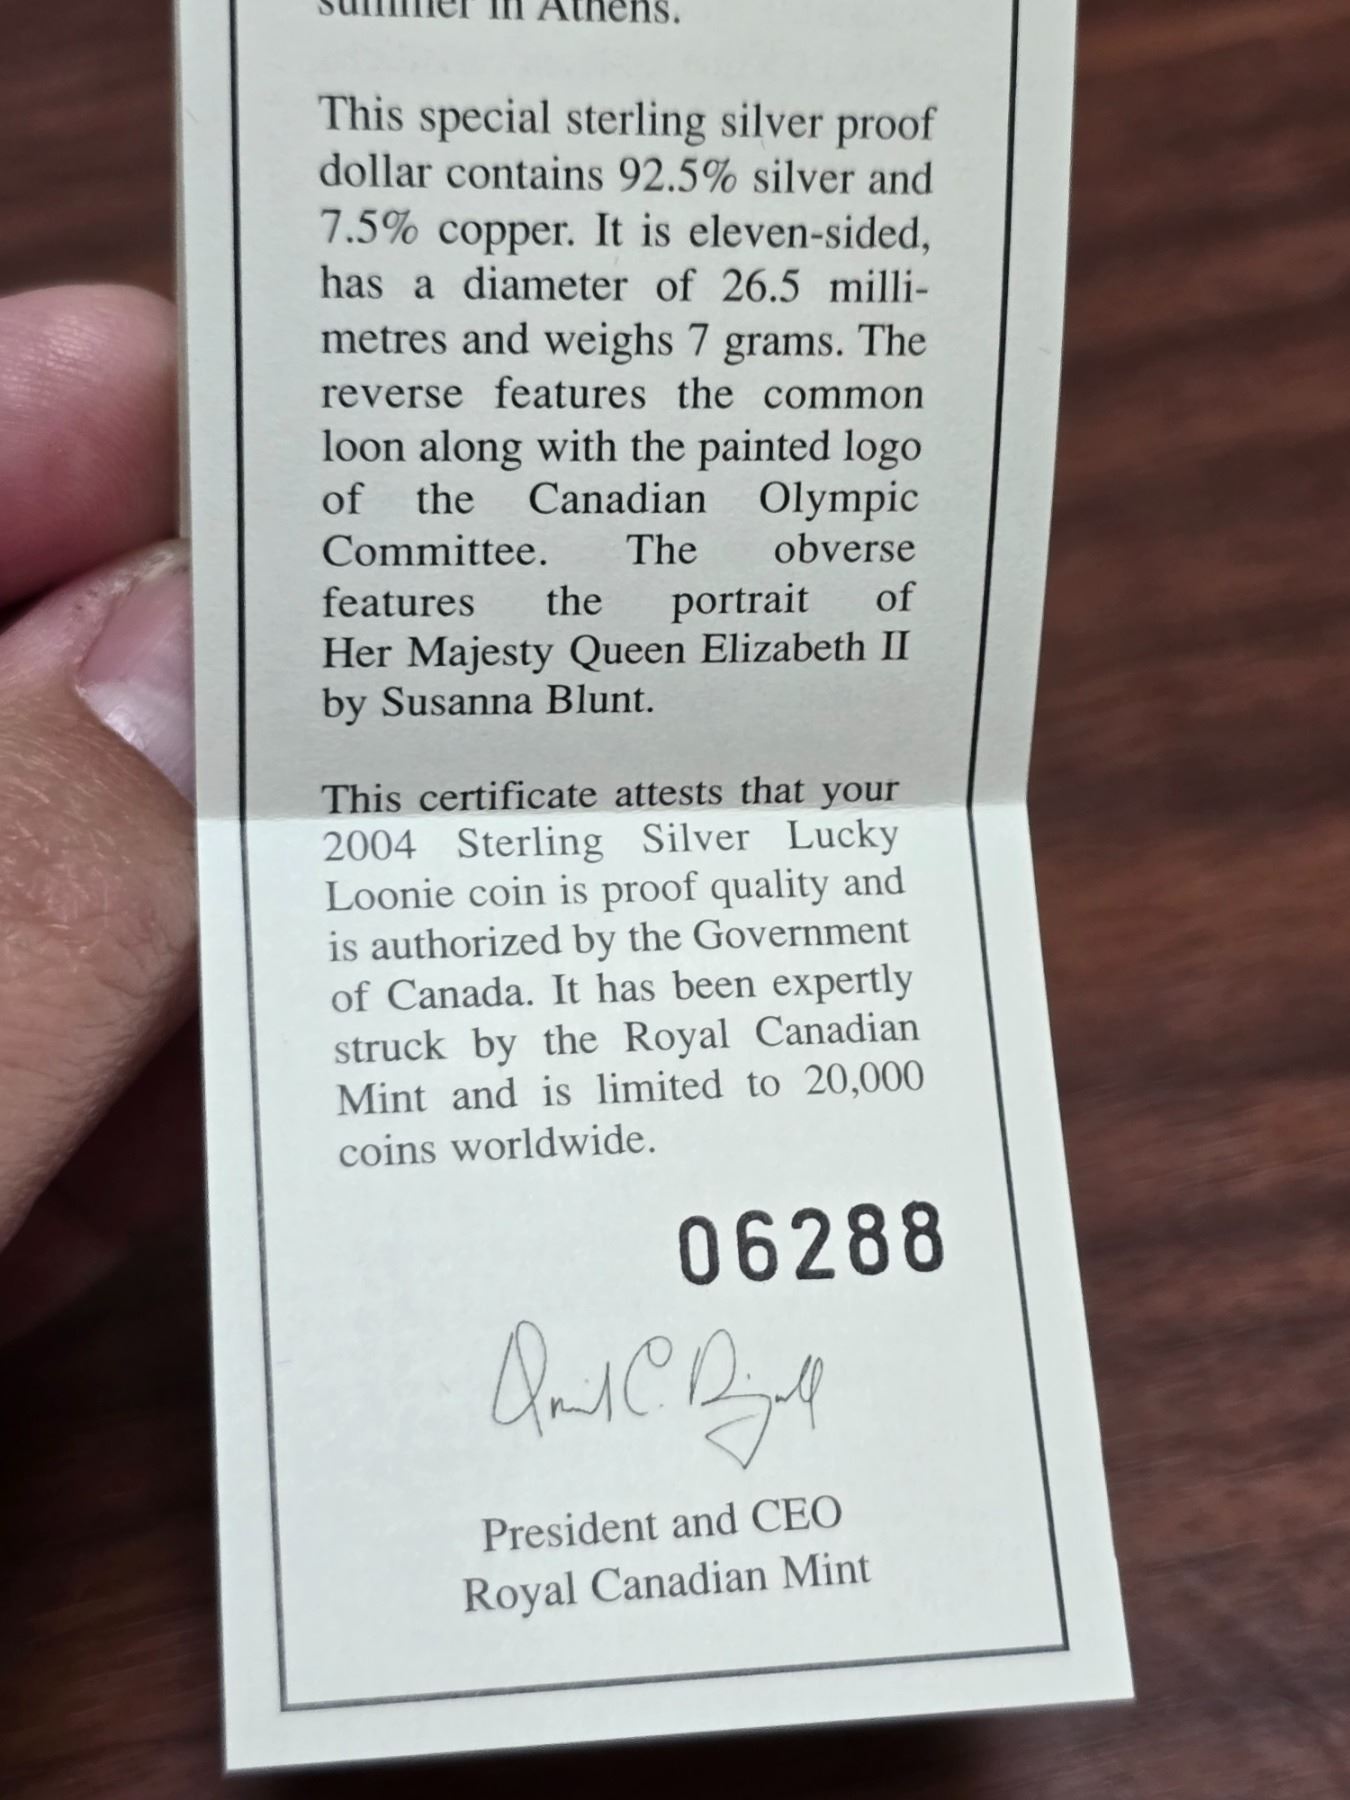 summer in Athens.
This special sterling silver proof
dollar contains 92.5% silver and
7.5% copper. It is eleven-sided,
has a diameter of 26.5 milli-
metres and weighs 7 grams. The
reverse features the common
loon along with the painted logo
of the Canadian Olympic
Committee. The obverse
features the portrait of
Her Majesty Queen Elizabeth II
by Susanna Blunt.
This certificate attests that your
2004 Sterling Silver Lucky
Loonie coin is proof quality and
is authorized by the Government
of Canada. It has been expertly
struck by the Royal Canadian
Mint and is limited to 20,000
coins worldwide.
06288
President and CEO
Royal Canadian Mint